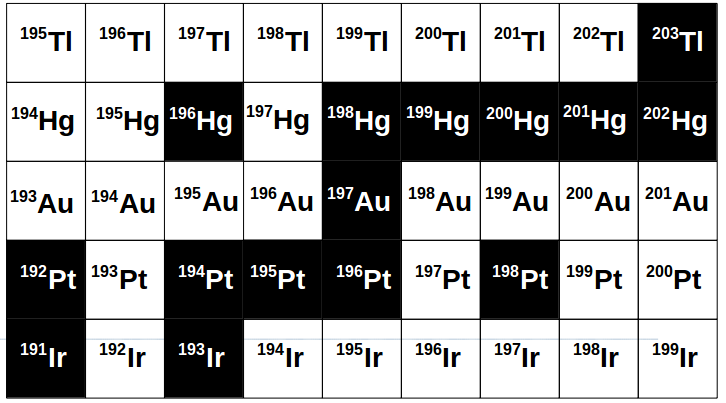 195Tl 196Tl 197Tl 198Tl 199Tl 200Tl 201Tl 202Tl 203Tl
194Hg 195Hg 196Hg 197Hg 198Hg 199Hg 200Hg 201Hg 202Hg
193Au 194Au 195Au 196Au 197Au 198Au 199Au 200Au 201Au
192Pt 193Pt 194Pt 195Pt 196Pt 197Pt 198Pt 199Pt 200Pt
191Ir 192Ir 193Ir 194Ir 195Ir 196Ir 197Ir 198Ir 199Ir